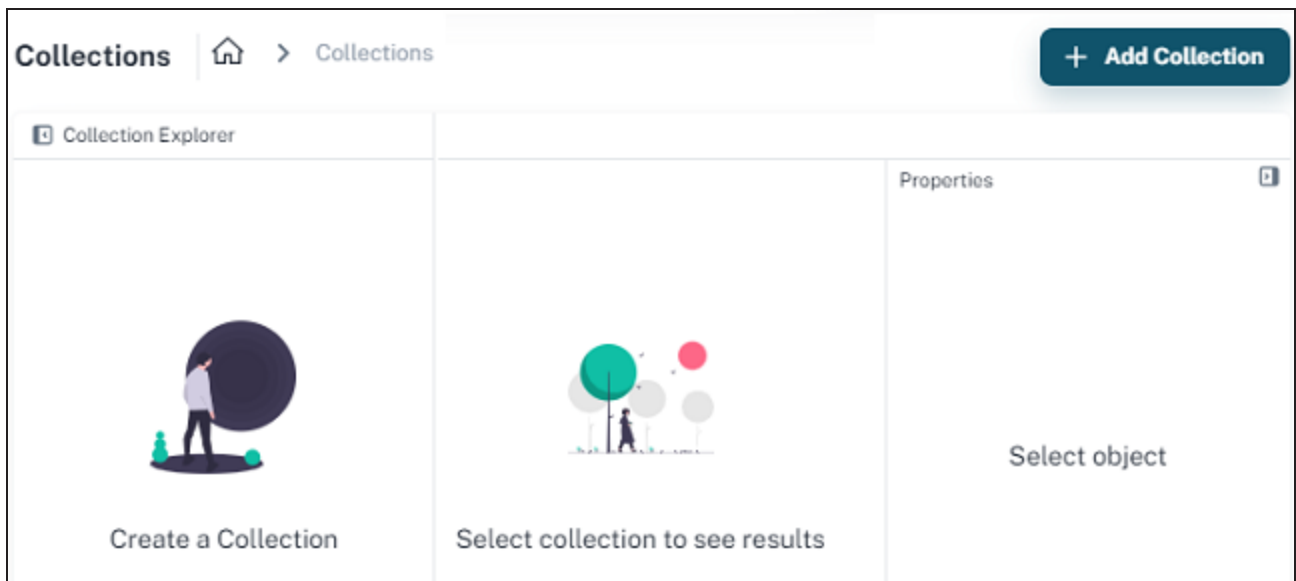 Collections
Collections
+ Add Collection
Collection Explorer
Properties
Create a Collection
Select collection to see results
Select object